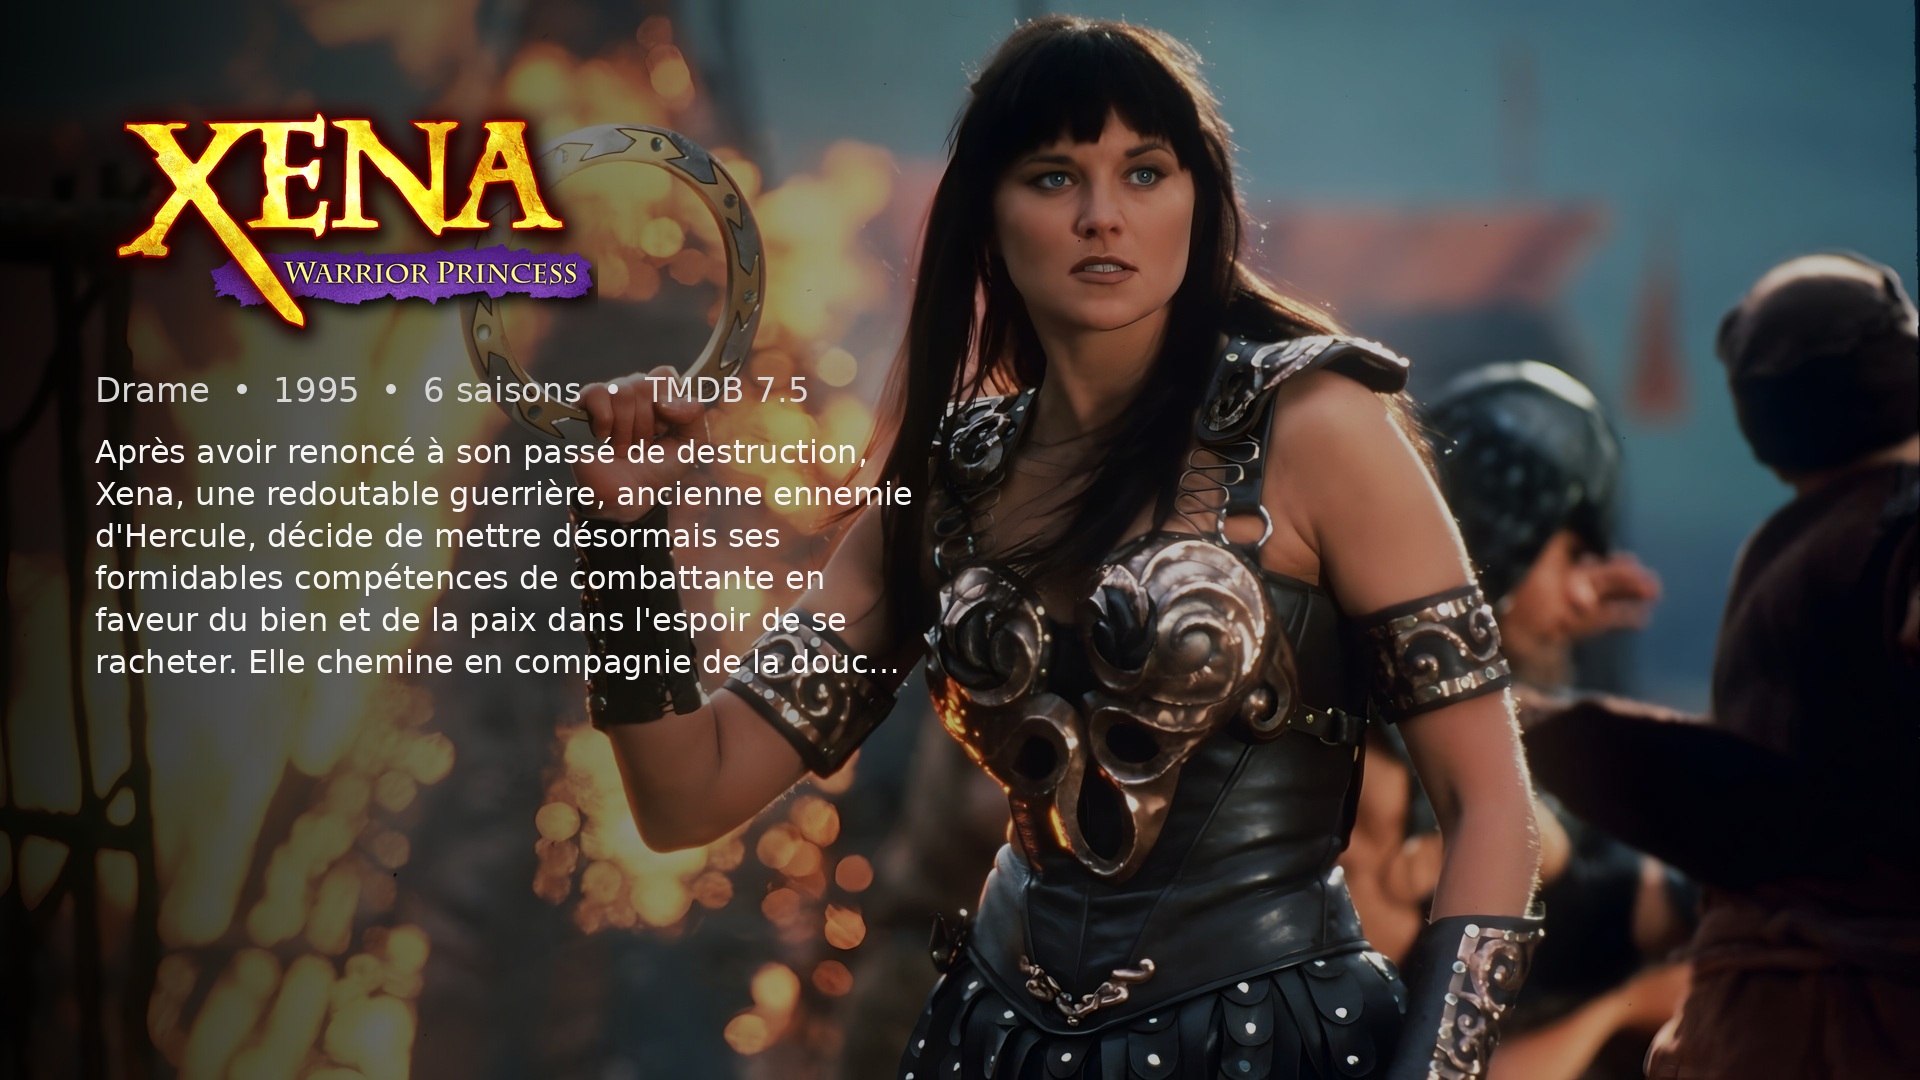 XENA
WARRIOR PRINCESS
Drame • 1995 • 6 saisons • TMDB 7.5
Après avoir renoncé à son passé de destruction,
Xena, une redoutable guerrière, ancienne ennemie
d'Hercule, décide de mettre désormais ses
formidables compétences de combattante en
faveur du bien et de la paix dans l'espoir de se
racheter. Elle chemine en compagnie de la douc...